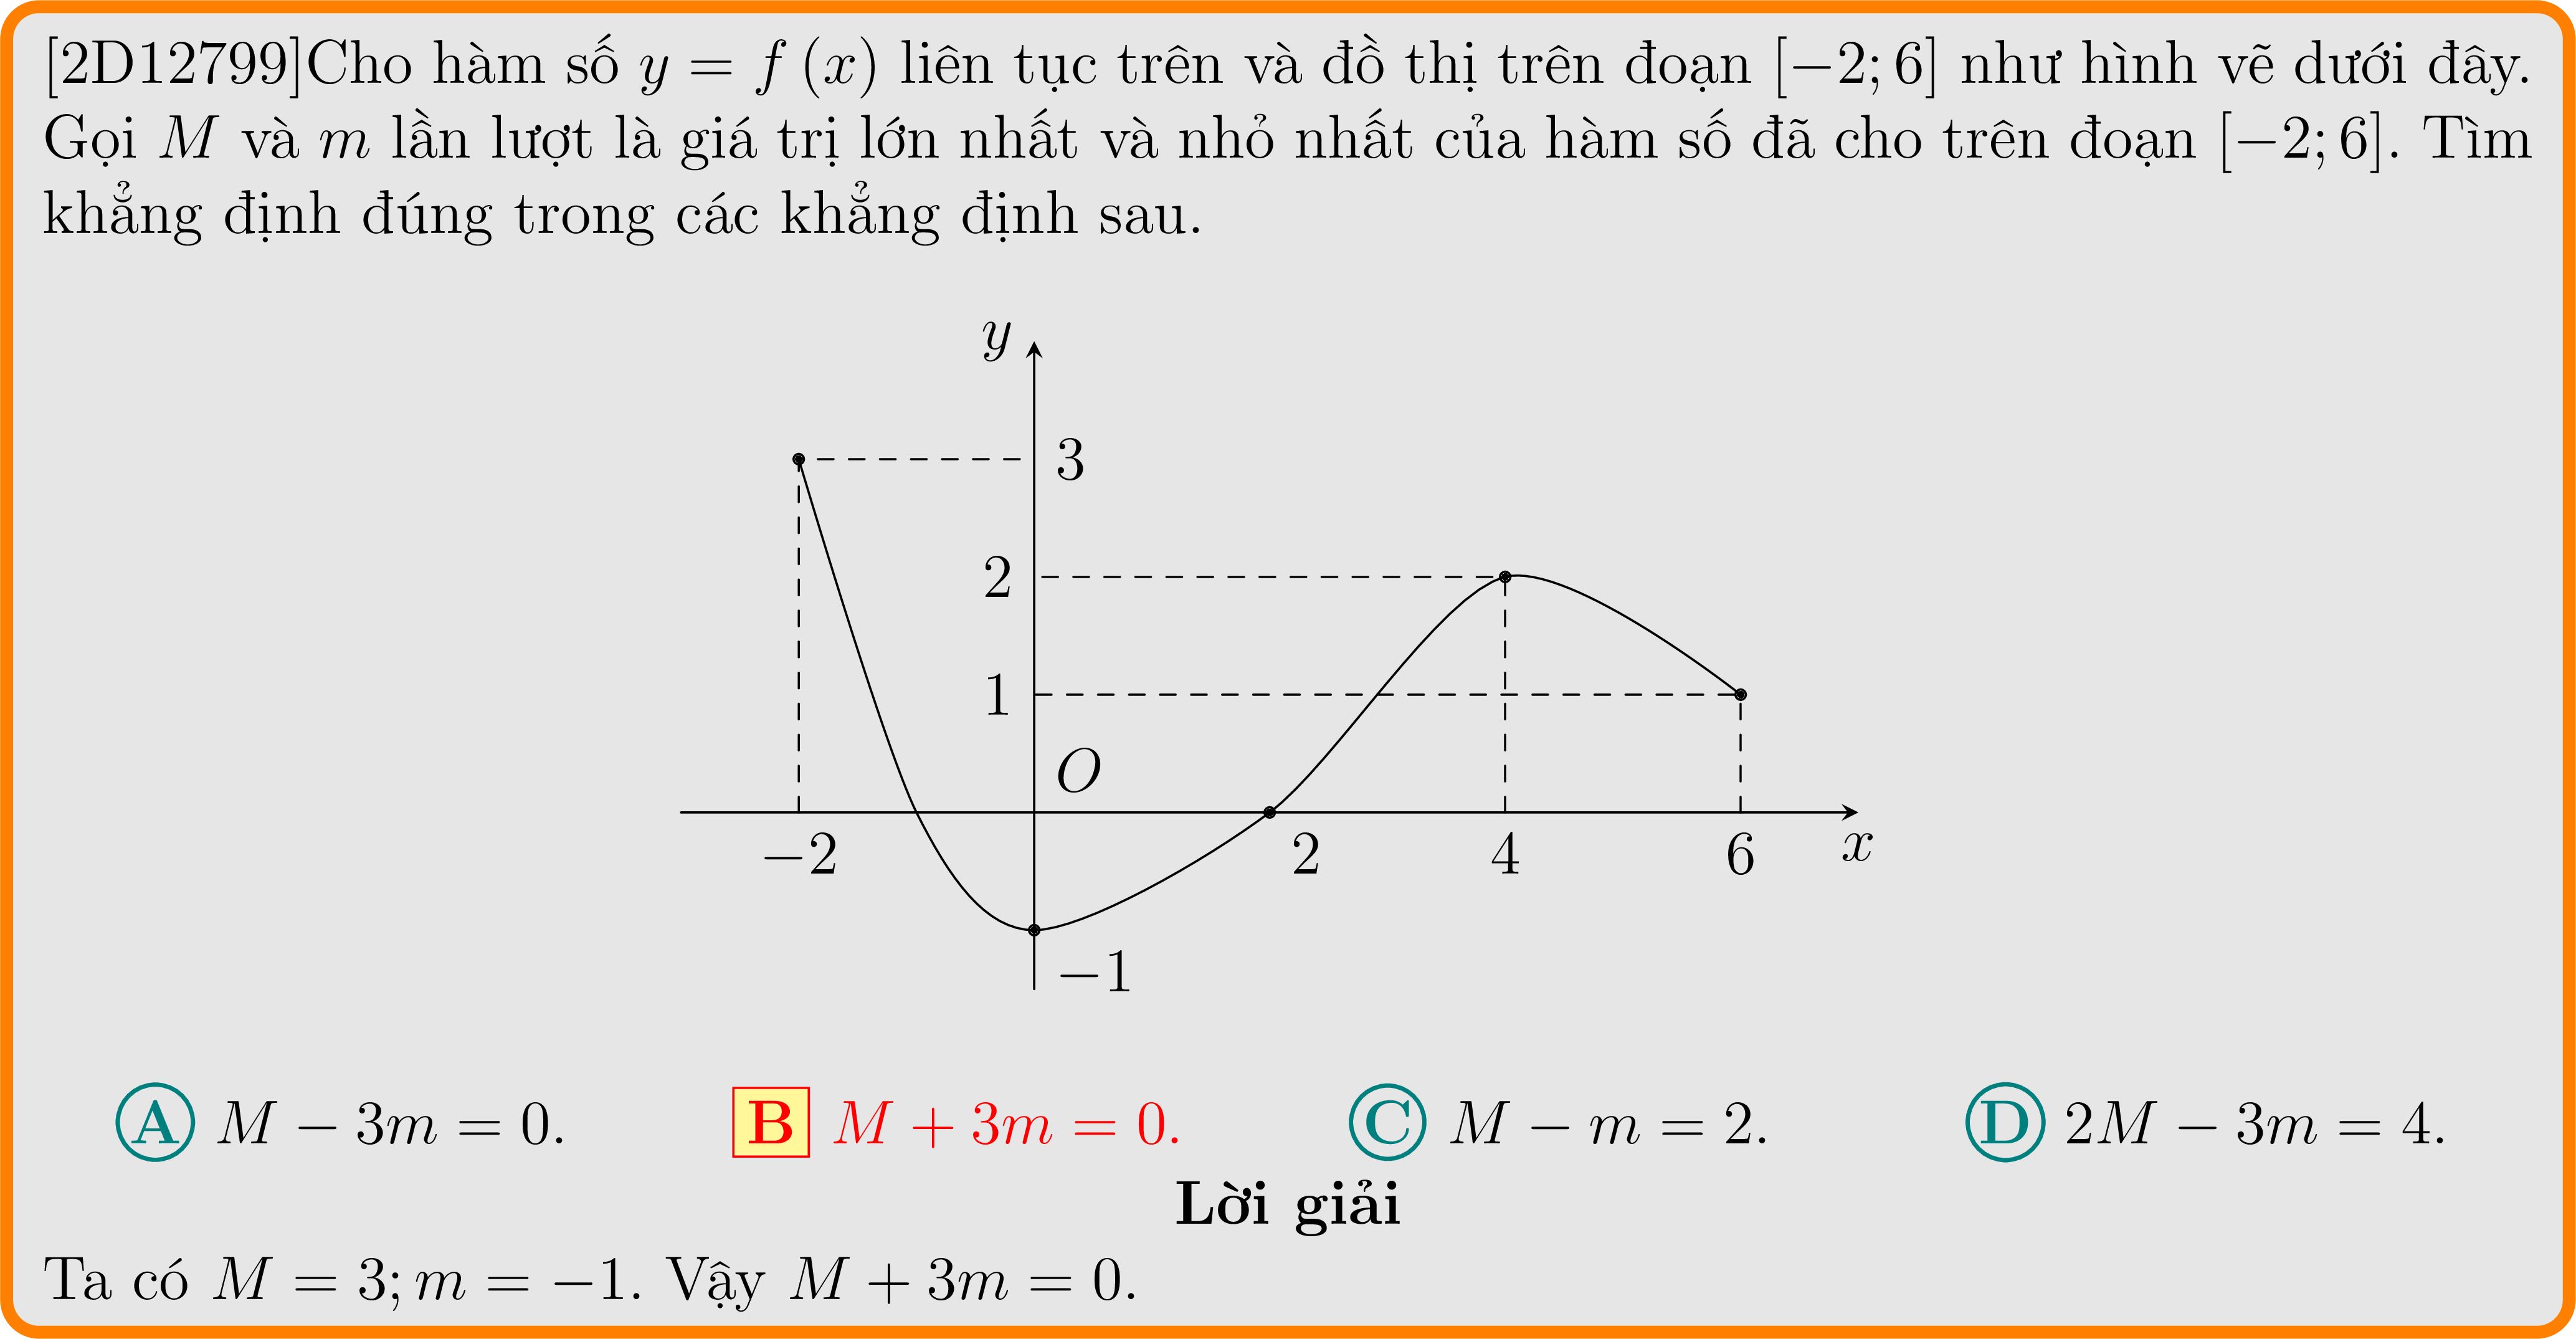 [2D12799]Cho hàm số y = f (x) liên tục trên và đồ thị trên đoạn [−2; 6] như hình vẽ dưới đây.
Gọi M và m lần lượt là giá trị lớn nhất và nhỏ nhất của hàm số đã cho trên đoạn [−2; 6]. Tìm
khẳng định đúng trong các khẳng định sau.
y
3
2
1
O
−2 2 4 6 x
−1
A M − 3m = 0. B M + 3m = 0. C M − m = 2. D 2M − 3m = 4.
Lời giải
Ta có M = 3; m = −1. Vậy M + 3m = 0.